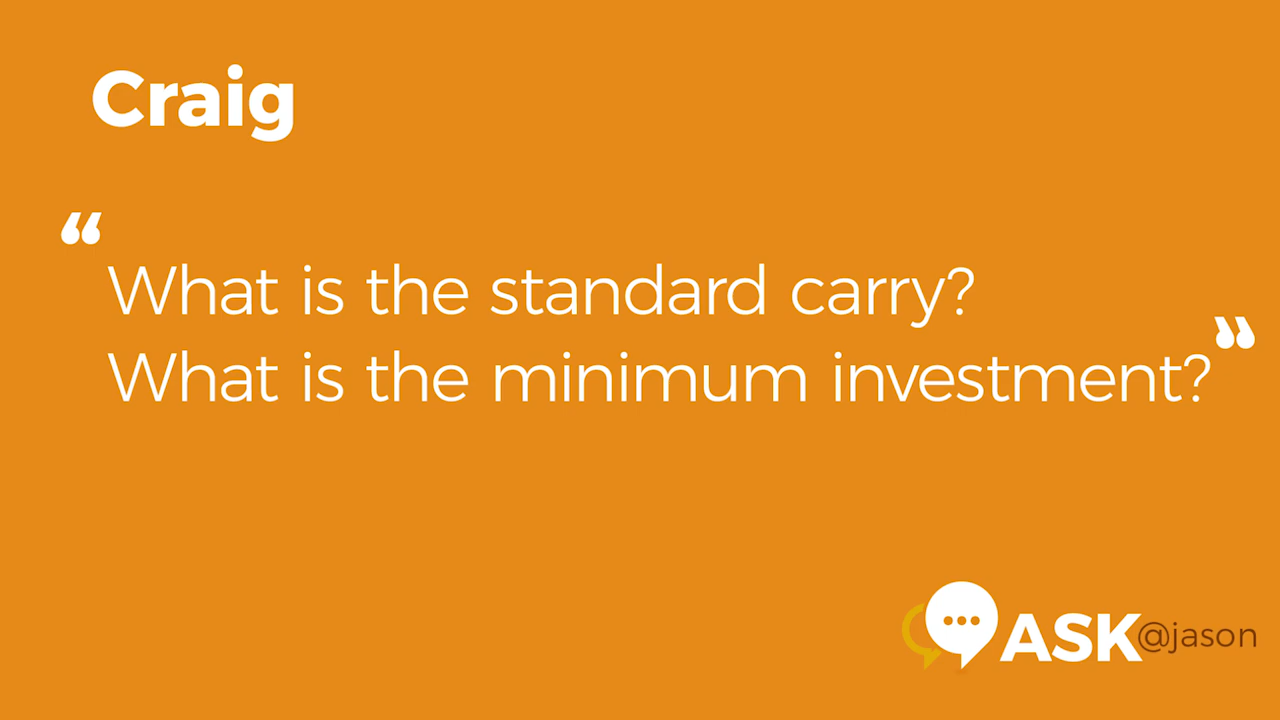 Craig
“What is the standard carry?
What is the minimum investment?”
ASK@jason